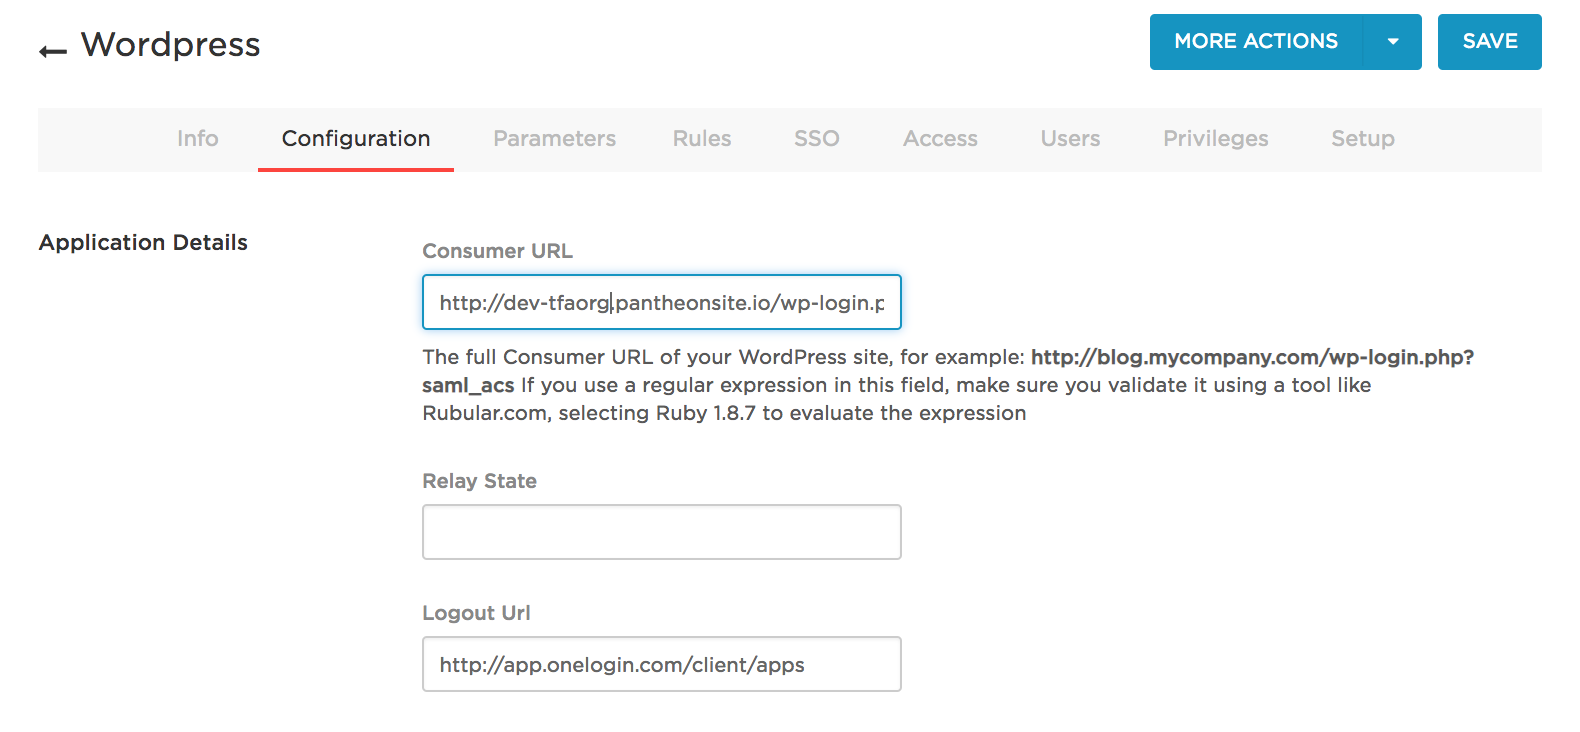 Wordpress
MORE ACTIONS
SAVE
Info Configuration Parameters Rules SSO Access Users Privileges Setup
Application Details
Consumer URL
http://dev-tfaorg.pantheonsite.io/wp-login.p
The full Consumer URL of your WordPress site, for example: http://blog.mycompany.com/wp-login.php?
saml_acs If you use a regular expression in this field, make sure you validate it using a tool like
Rubular.com, selecting Ruby 1.8.7 to evaluate the expression
Relay State
Logout Url
http://app.onelogin.com/client/apps